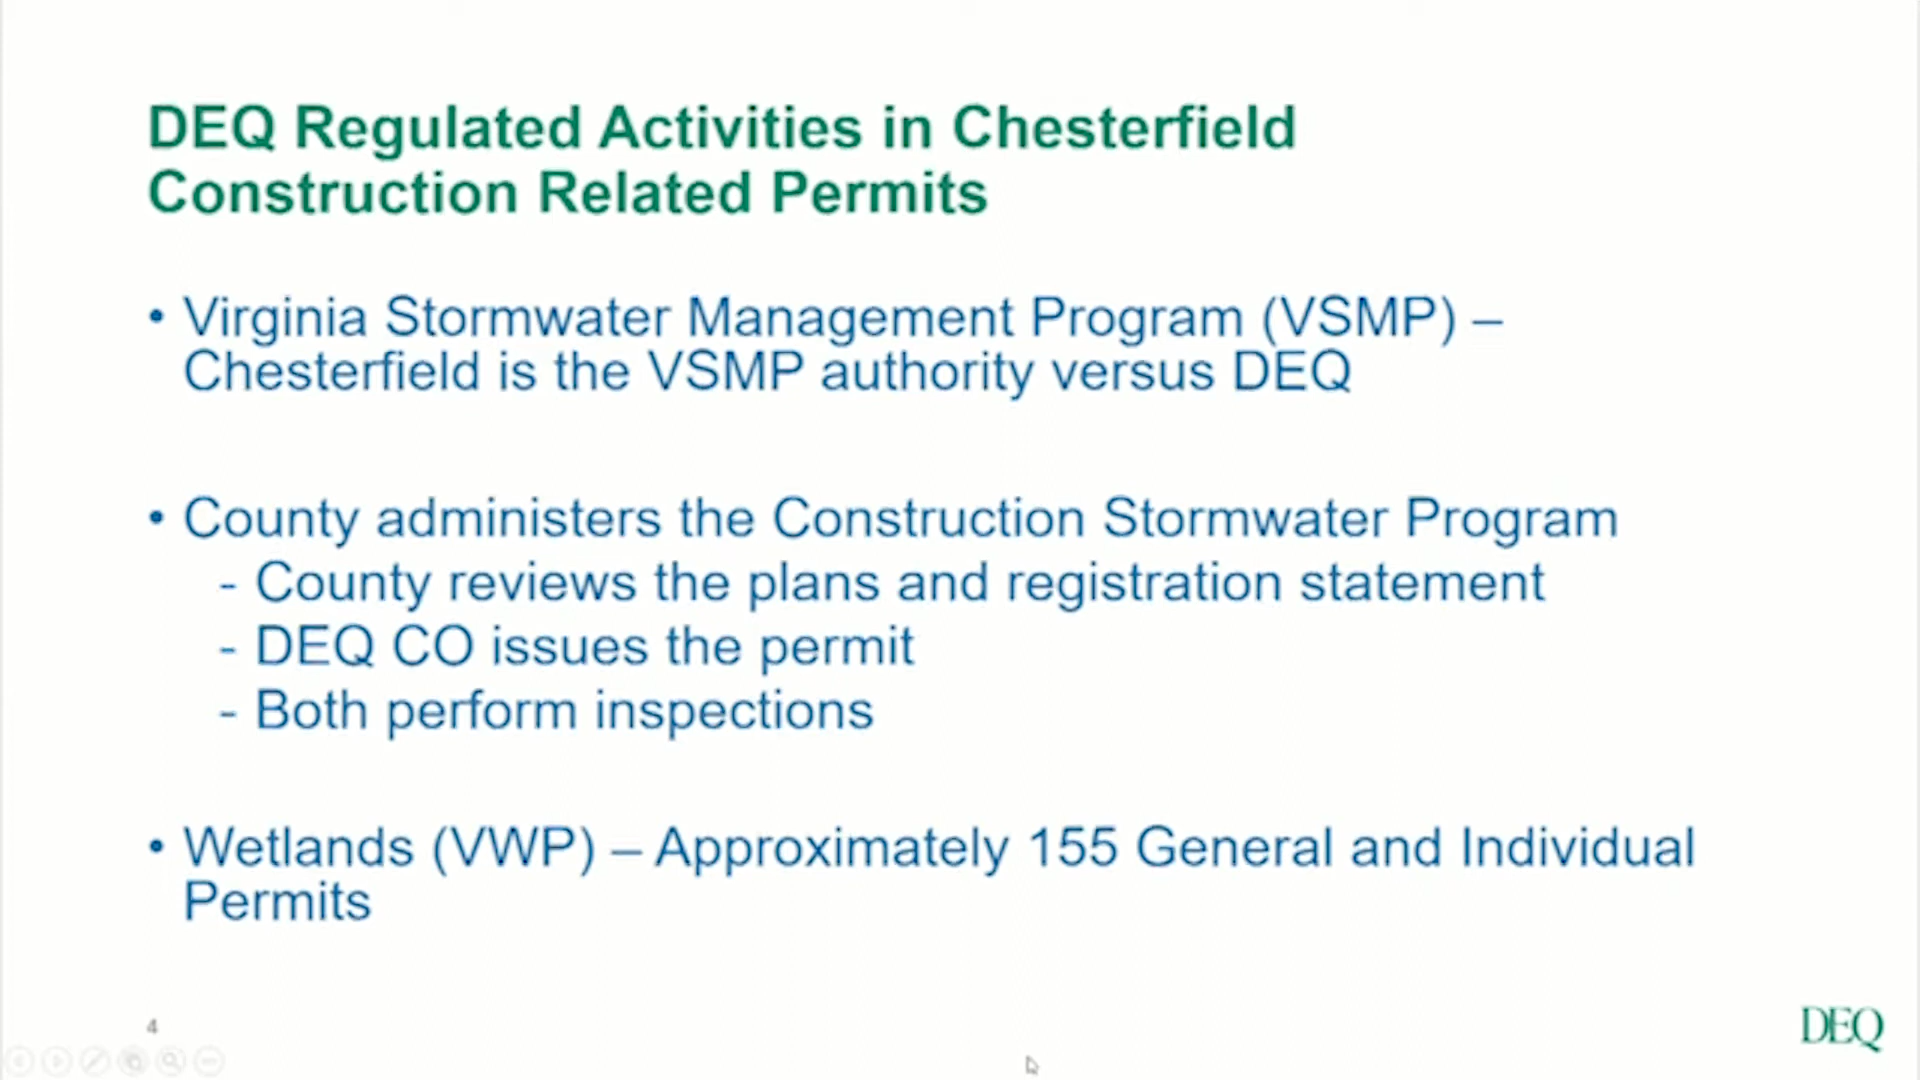 DEQ Regulated Activities in Chesterfield
Construction Related Permits
• Virginia Stormwater Management Program (VSMP) –
Chesterfield is the VSMP authority versus DEQ
• County administers the Construction Stormwater Program
- County reviews the plans and registration statement
- DEQ CO issues the permit
- Both perform inspections
• Wetlands (VWP) – Approximately 155 General and Individual
Permits
4
DEQ